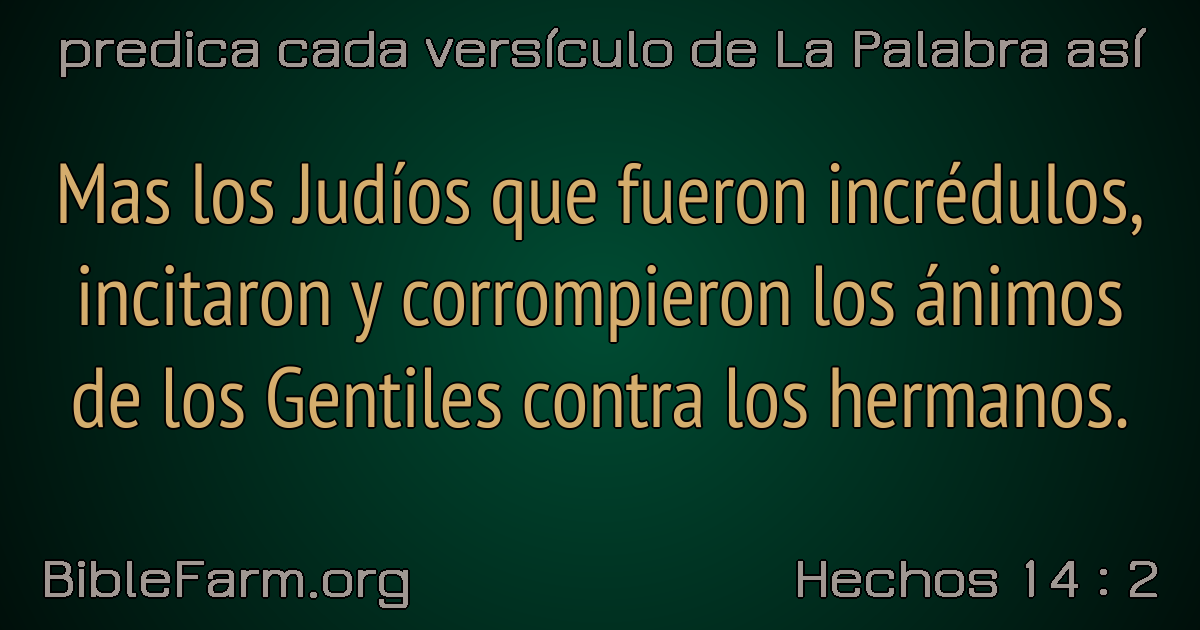 predica cada versículo de La Palabra así
Mas los Judíos que fueron incrédulos,
incitaron y corrompieron los ánimos
de los Gentiles contra los hermanos.
BibleFarm.org
Hechos 14 : 2